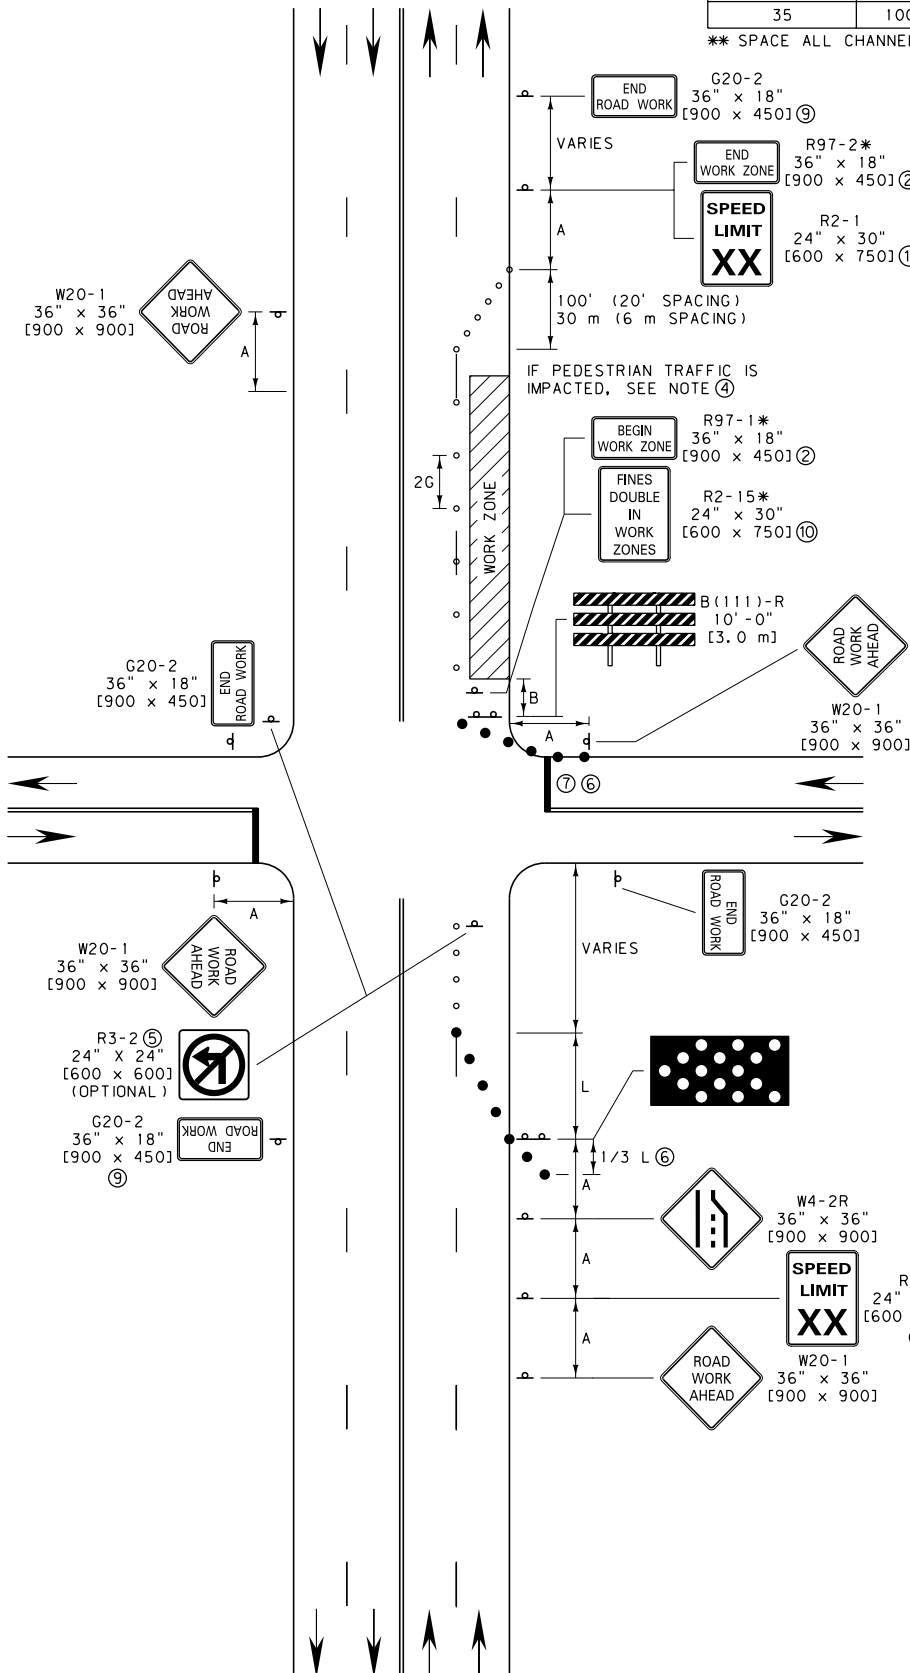 35
100
** SPACE ALL CHANNE
END
ROAD WORK
G20-2
36" x 18"
[900 x 450] ⑨
VARIES
END
WORK ZONE
R97-2*
36" x 18"
[900 x 450]
A
SPEED
LIMIT
XX
R2-1
24" x 30"
[600 x 750]
W20-1
36" x 36"
[900 x 900]
ROAD
WORK
AHEAD
A
100' (20' SPACING)
30 m (6 m SPACING)
IF PEDESTRIAN TRAFFIC IS
IMPACTED, SEE NOTE ④
BEGIN
WORK ZONE
R97-1*
36" x 18"
[900 x 450] ②
2G
WORK ZONE
FINES
DOUBLE
IN
WORK
ZONES
R2-15*
24" x 30"
[600 x 750] ⑩
B(111)-R
10'-0"
[3.0 m]
ROAD
WORK
AHEAD
W20-1
36" x 36"
[900 x 900]
G20-2
36" x 18"
[900 x 450]
END
ROAD WORK
B
A
⑦ ⑥
A
W20-1
36" x 36"
[900 x 900]
ROAD
WORK
AHEAD
END
ROAD WORK
G20-2
36" x 18"
[900 x 450]
VARIES
R3-2 ⑤
24" X 24"
[600 x 600]
(OPTIONAL)
L
G20-2
36" x 18"
[900 x 450]
⑨
END
ROAD WORK
1/3 L ⑥
A
W4-2R
36" x 36"
[900 x 900]
A
SPEED
LIMIT
XX
R
24"
[600
A
ROAD
WORK
AHEAD
W20-1
36" x 36"
[900 x 900]